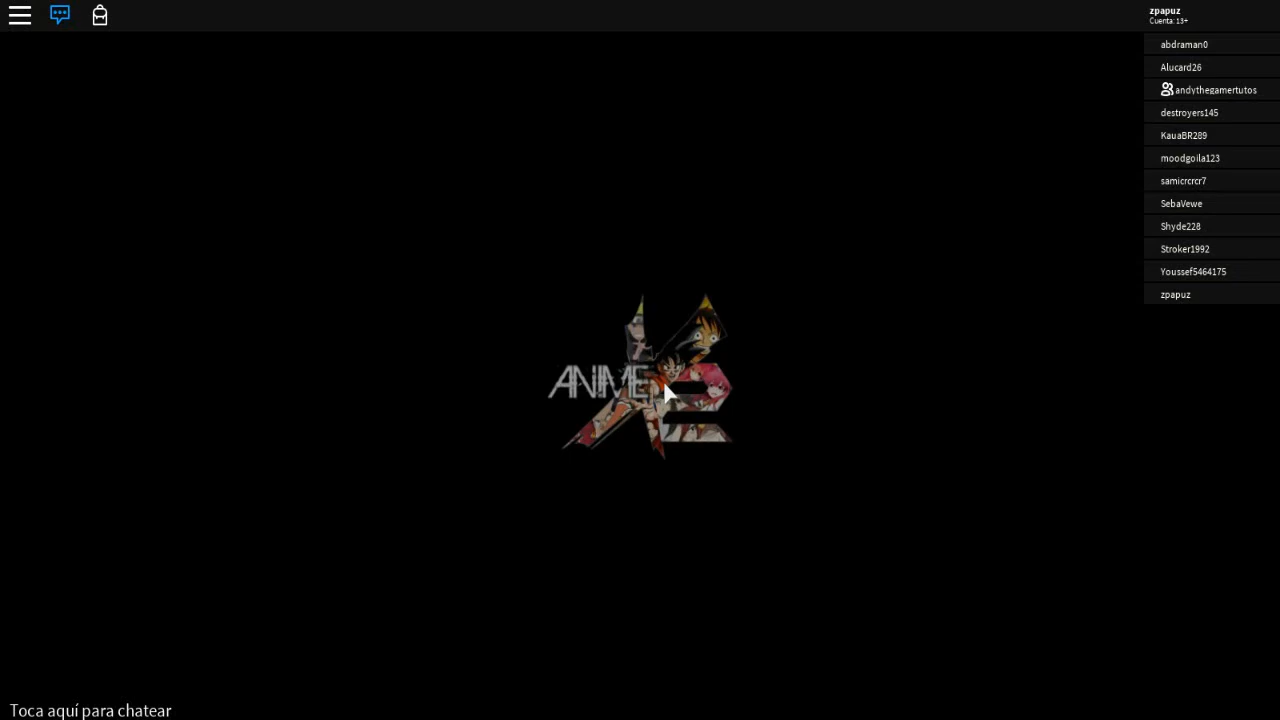 zpapuz
Cuenta: 13+
abdraman0
Alucard26
andythegamertutos
destroyers145
KauaBR289
moodgoila123
samicrcrcr7
SebaVewe
Shyde228
Stroker1992
Youssef5464175
zpapuz
ANIME
Toca aquí para chatear